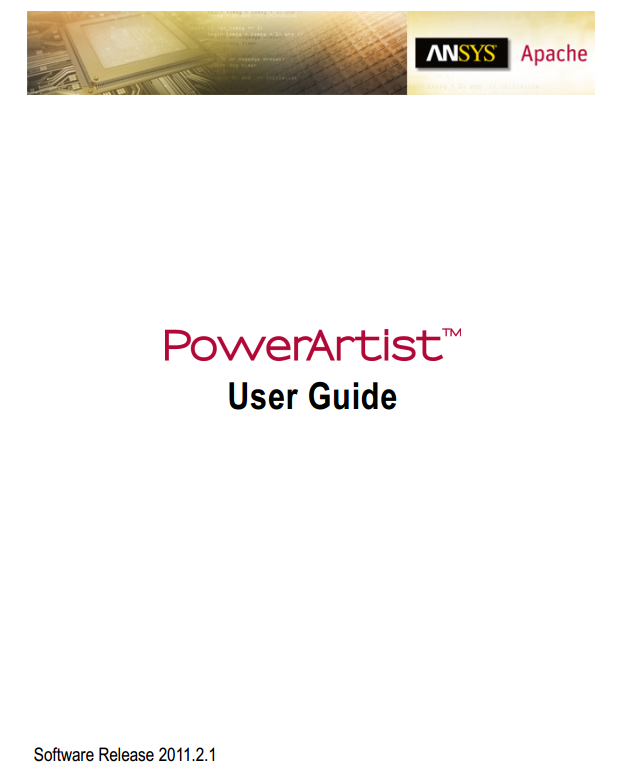 ANSYS Apache
PowerArtist™
User Guide
Software Release 2011.2.1